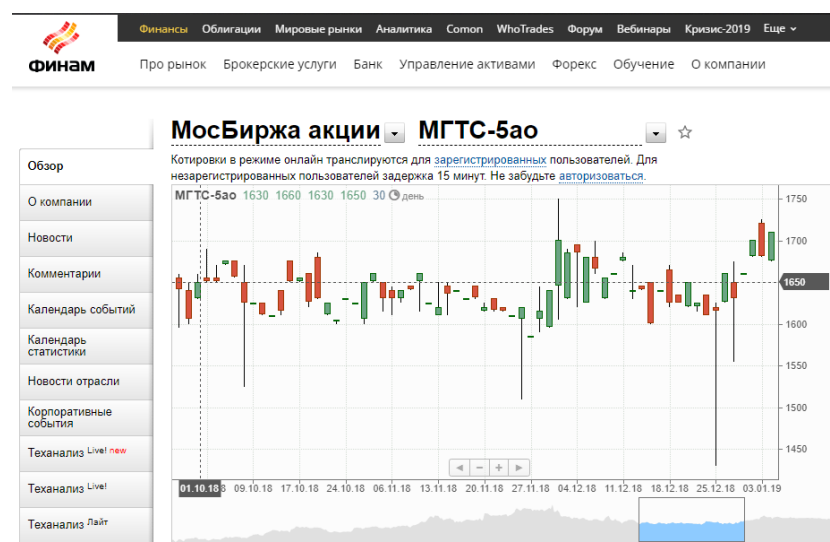 Финансы Облигации Мировые рынки Аналитика Comon WhoTrades Форум Вебинары Кризис-2019 Еще
ФИНАМ
Про рынок Брокерские услуги Банк Управление активами Форекс Обучение О компании
МосБиржа акции МГТС-5ао
Котировки в режиме онлайн транслируются для зарегистрированных пользователей. Для
незарегистрированных пользователей задержка 15 минут. Не забудьте авторизоваться.
Обзор
О компании
Новости
Комментарии
Календарь событий
Календарь
статистики
Новости отрасли
Корпоративные
события
Теханализ Live! new
Теханализ Live!
Теханализ Лайт
МГТС-5ао 1630 1660 1630 1650 30 день
1750
1700
1650
1600
1550
1500
1450
01.10.18 09.10.18 17.10.18 24.10.18 06.11.18 13.11.18 20.11.18 27.11.18 04.12.18 11.12.18 18.12.18 25.12.18 03.01.19